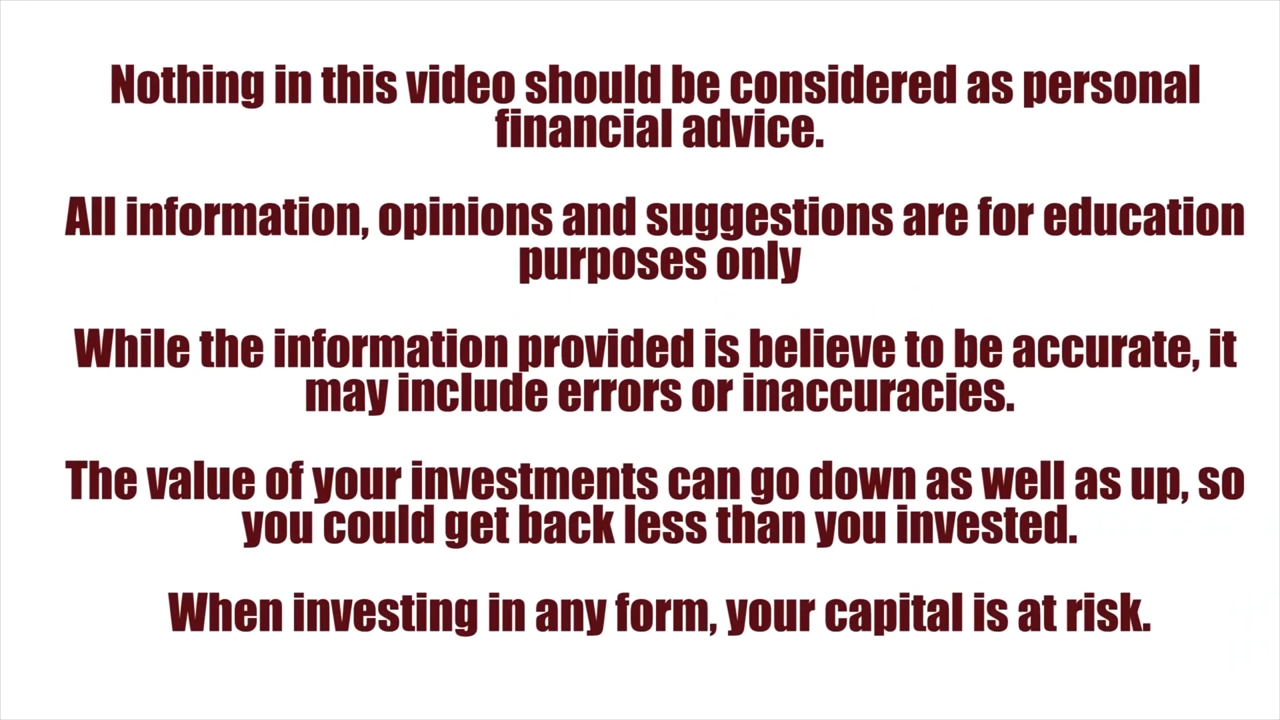 Nothing in this video should be considered as personal
financial advice.
All information, opinions and suggestions are for education
purposes only
While the information provided is believe to be accurate, it
may include errors or inaccuracies.
The value of your investments can go down as well as up, so
you could get back less than you invested.
When investing in any form, your capital is at risk.